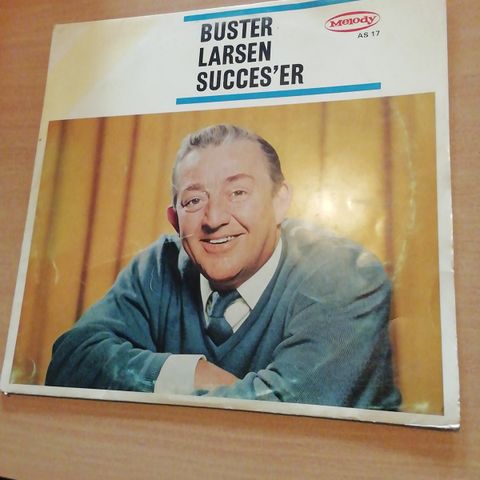 BUSTER
LARSEN
SUCCES'ER
Melody
AS 17